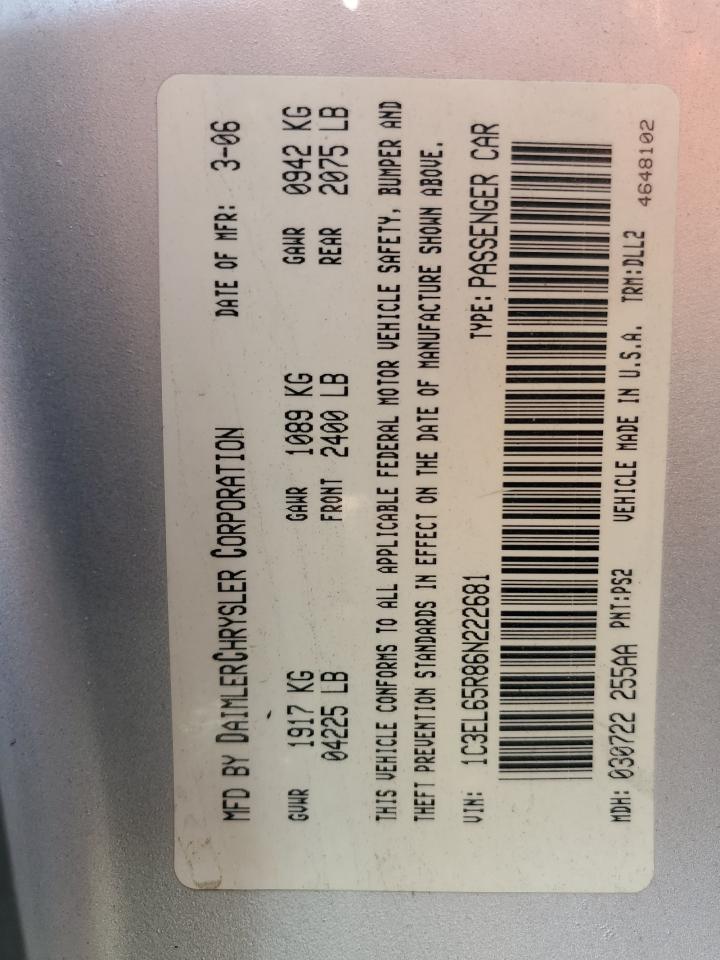 MFD BY DAIMLERCHRYSLER CORPORATION DATE OF MFR: 3-06
GVWR 1917 KG GAWR 1089 KG GAWR 0942 KG
04225 LB FRONT 2400 LB REAR 2075 LB
THIS VEHICLE CONFORMS TO ALL APPLICABLE FEDERAL MOTOR VEHICLE SAFETY, BUMPER AND
THEFT PREVENTION STANDARDS IN EFFECT ON THE DATE OF MANUFACTURE SHOWN ABOVE.
VIN: 1C3EL65R86N222681 TYPE: PASSENGER CAR
MDH: 030722 255AA PNT:PS2 VEHICLE MADE IN U.S.A. TRM:DLL2
4648102